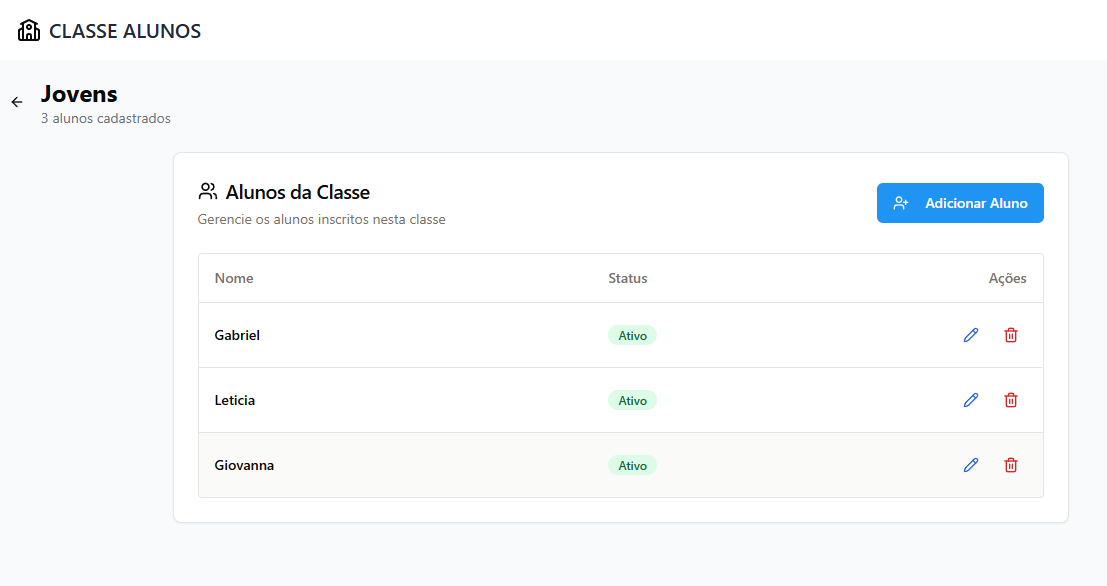 CLASSE ALUNOS
Jovens
3 alunos cadastrados
Alunos da Classe
Gerencie os alunos inscritos nesta classe
Adicionar Aluno
Nome Status Ações
Gabriel Ativo
Leticia Ativo
Giovanna Ativo